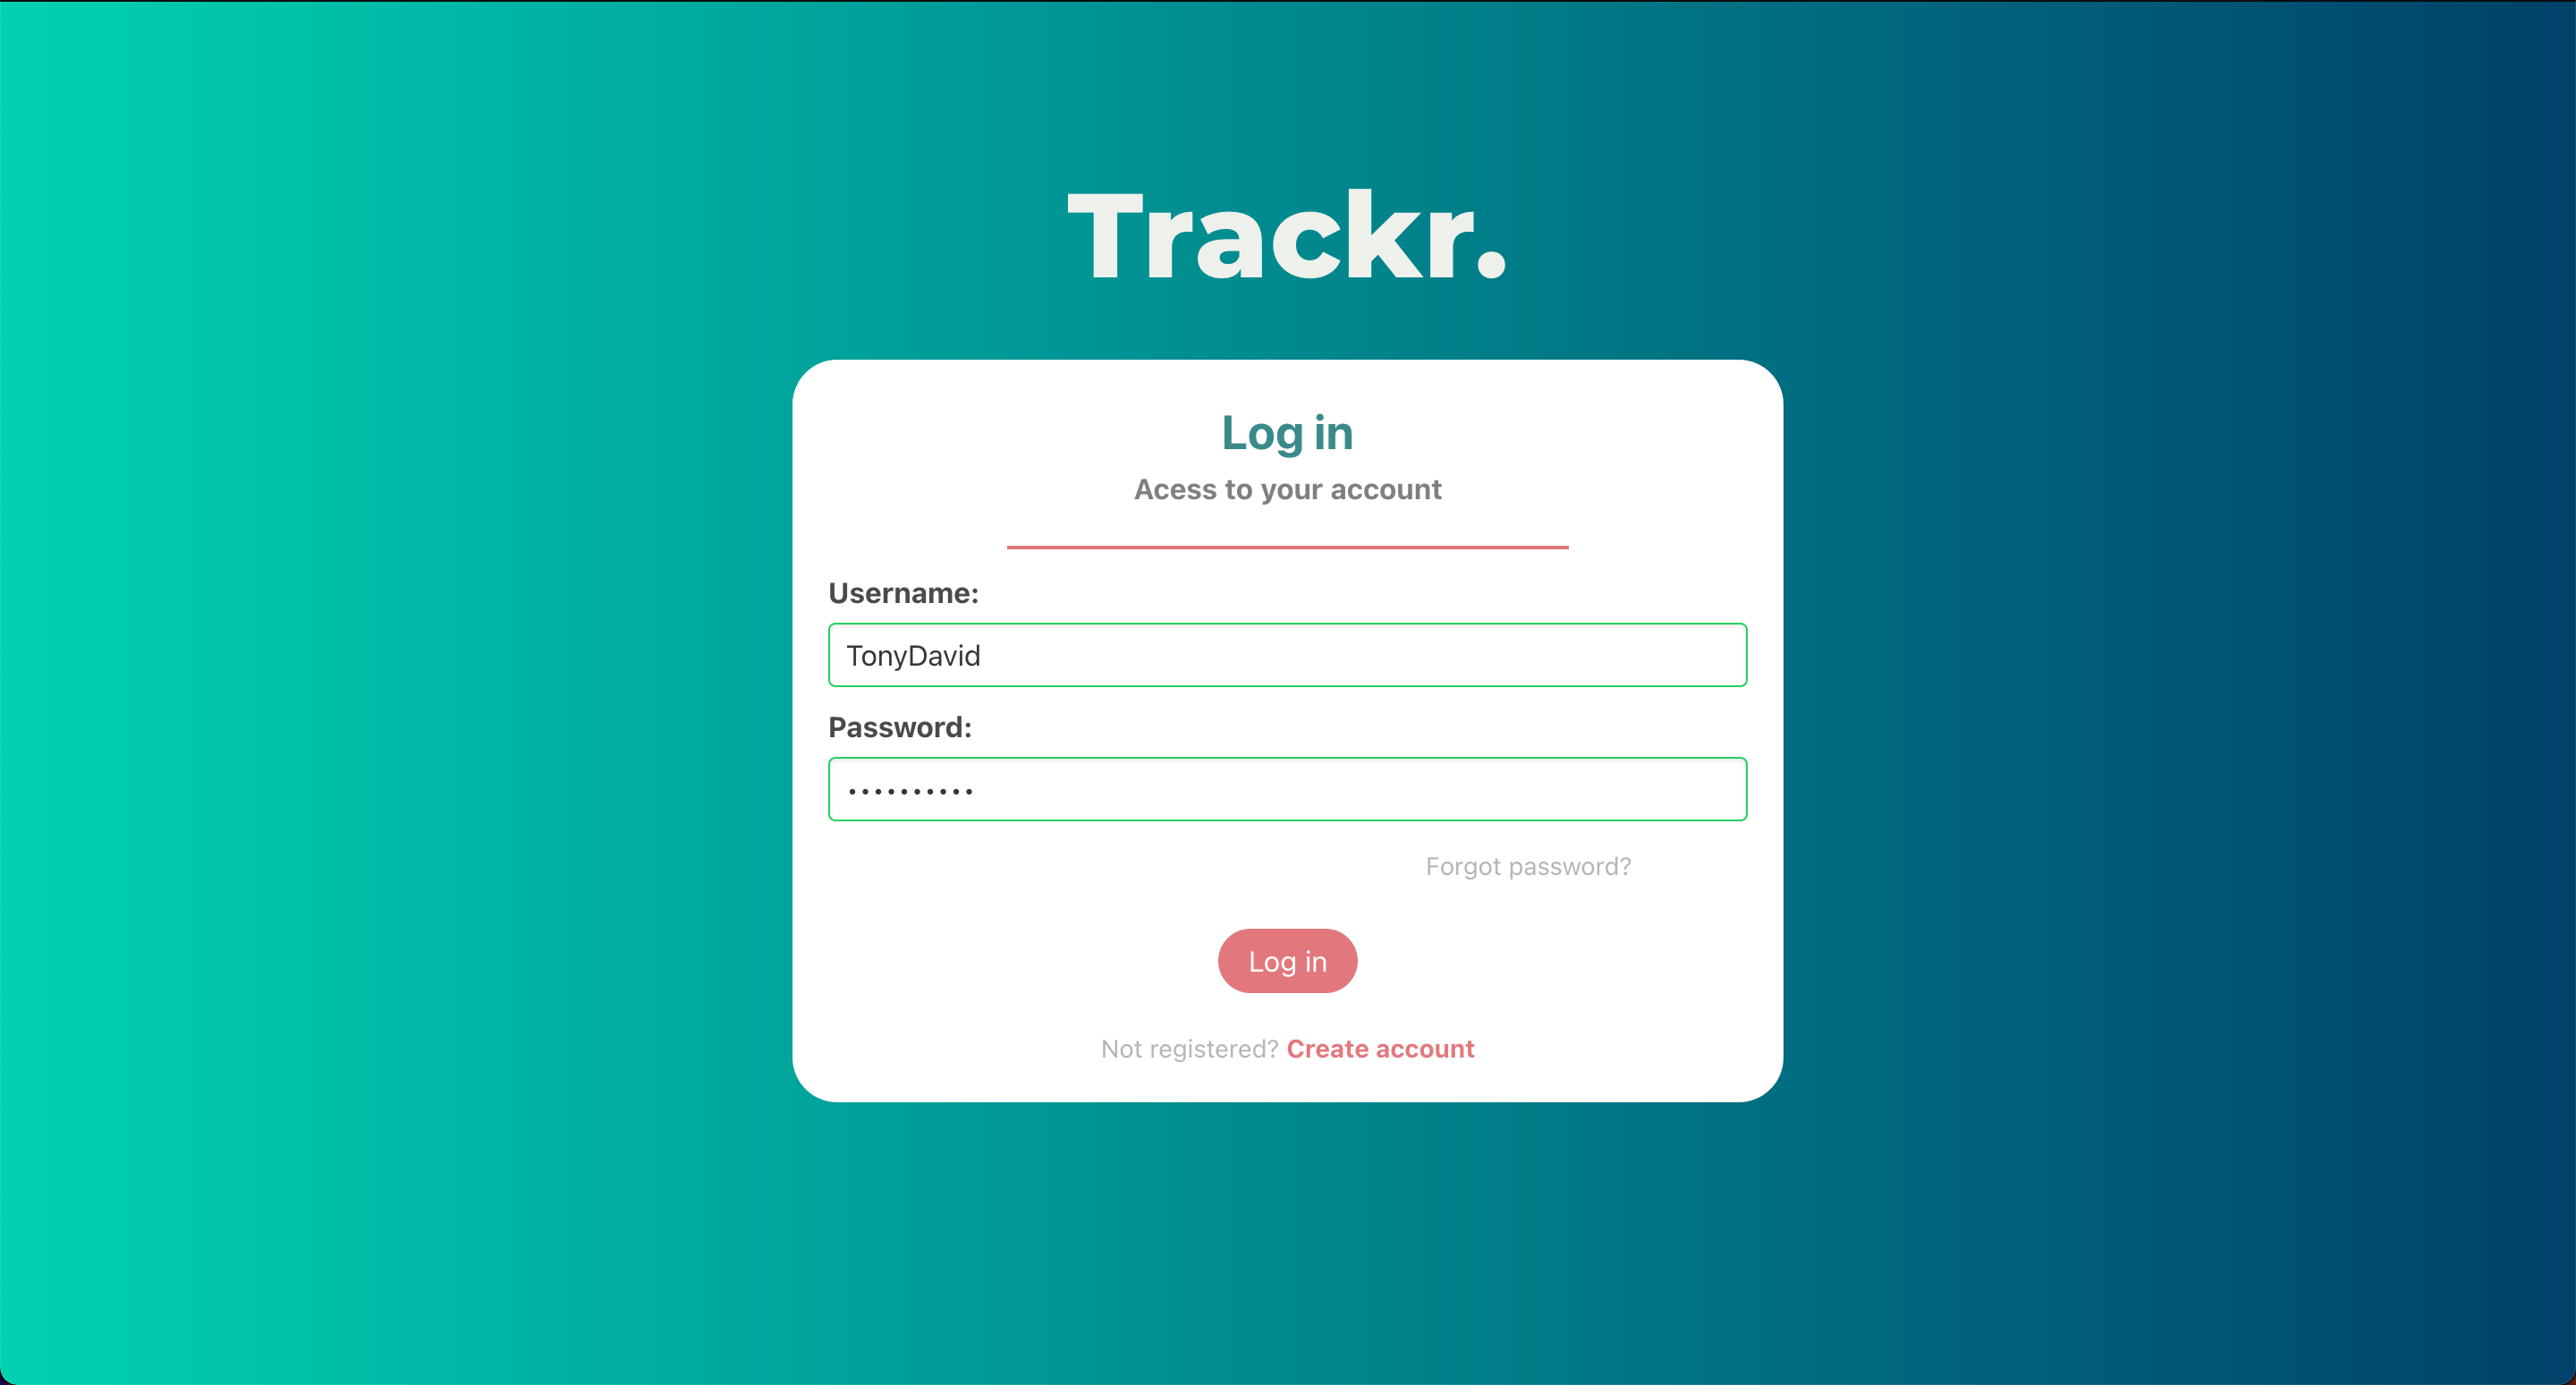 Trackr.
Log in
Acess to your account
Username:
TonyDavid
Password:
••••••••••
Forgot password?
Log in
Not registered? Create account